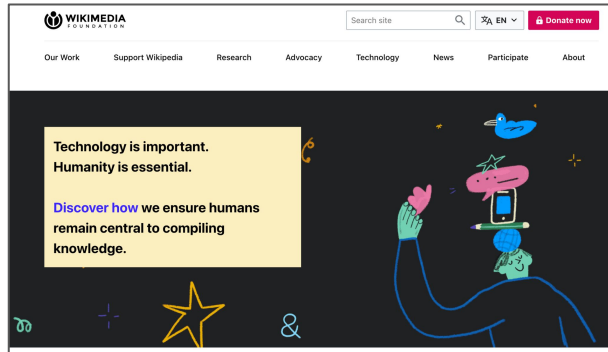 WIKIMEDIA
FOUNDATION
Search site
EN
Donate now
Our Work
Support Wikipedia
Research
Advocacy
Technology
News
Participate
About
Technology is important.
Humanity is essential.
Discover how we ensure humans
remain central to compiling
knowledge.
&